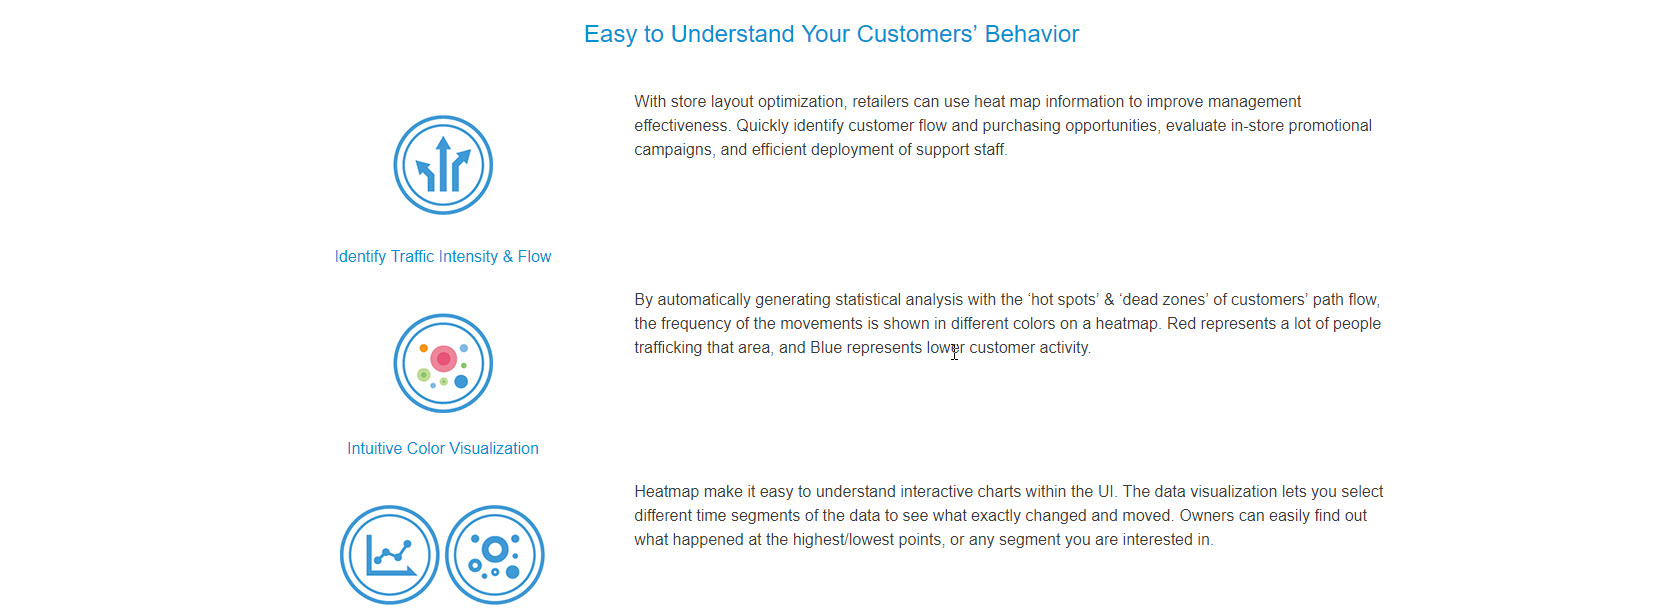 Easy to Understand Your Customers’ Behavior
With store layout optimization, retailers can use heat map information to improve management
effectiveness. Quickly identify customer flow and purchasing opportunities, evaluate in-store promotional
campaigns, and efficient deployment of support staff.
Identify Traffic Intensity & Flow
By automatically generating statistical analysis with the ‘hot spots’ & ‘dead zones’ of customers’ path flow,
the frequency of the movements is shown in different colors on a heatmap. Red represents a lot of people
trafficking that area, and Blue represents lower customer activity.
Intuitive Color Visualization
Heatmap make it easy to understand interactive charts within the UI. The data visualization lets you select
different time segments of the data to see what exactly changed and moved. Owners can easily find out
what happened at the highest/lowest points, or any segment you are interested in.